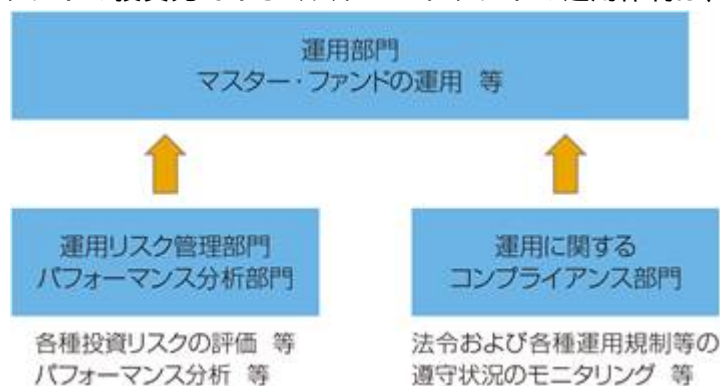 運用部門
マスター・ファンドの運用 等
運用リスク管理部門
パフォーマンス分析部門
運用に関する
コンプライアンス部門
各種投資リスクの評価 等
パフォーマンス分析 等
法令および各種運用規制等の
遵守状況のモニタリング 等